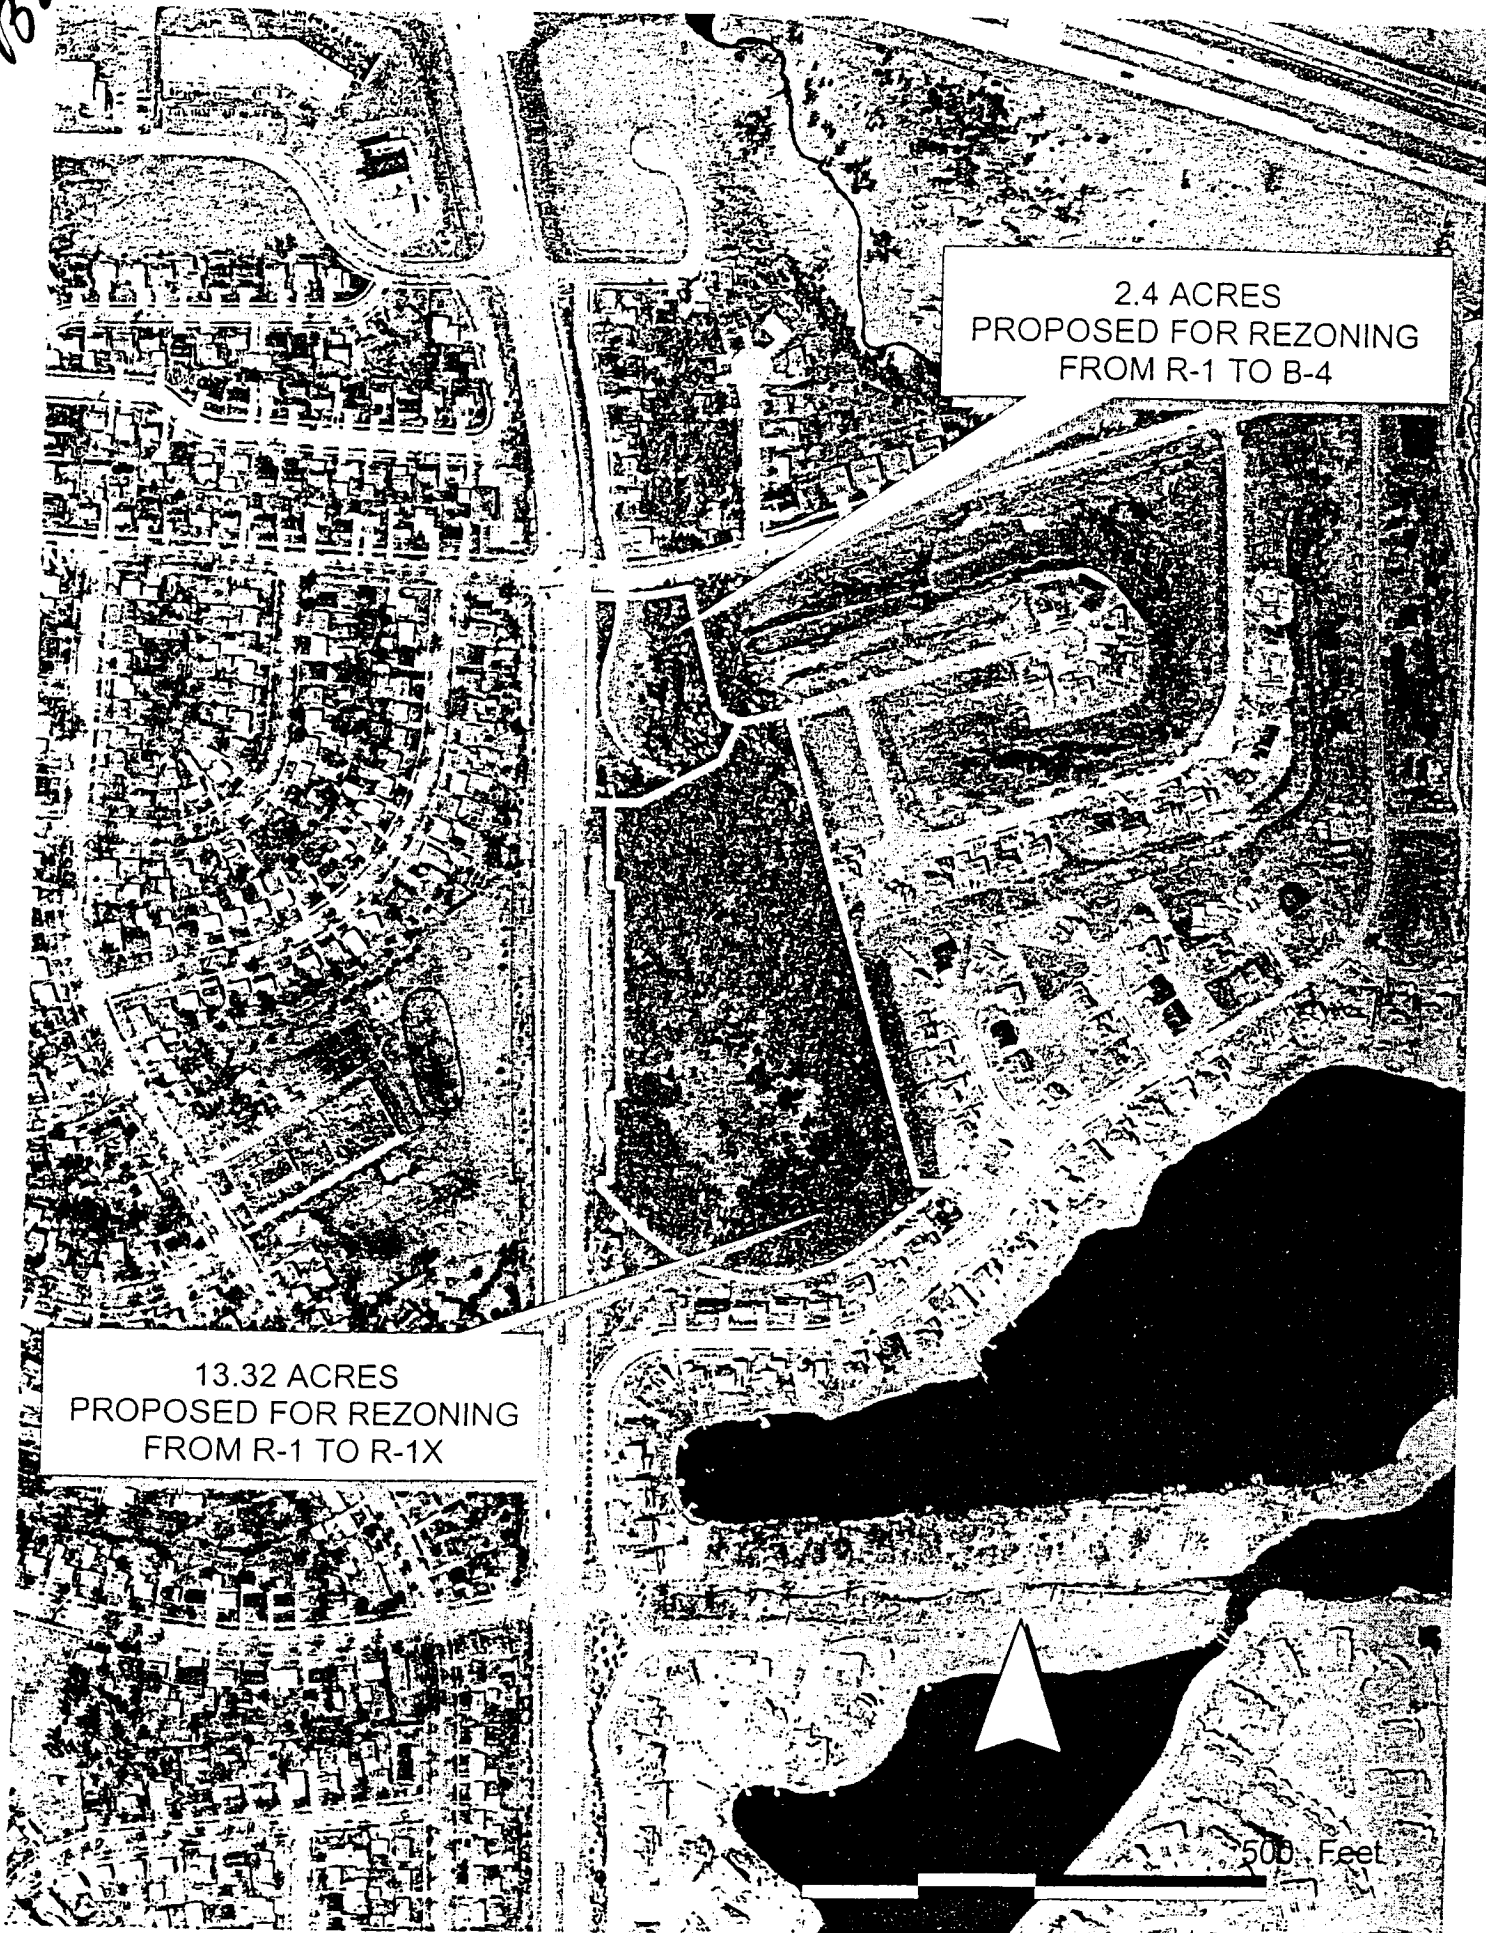 2.4 ACRES
PROPOSED FOR REZONING
FROM R-1 TO B-4
13.32 ACRES
PROPOSED FOR REZONING
FROM R-1 TO R-1X
500 Feet